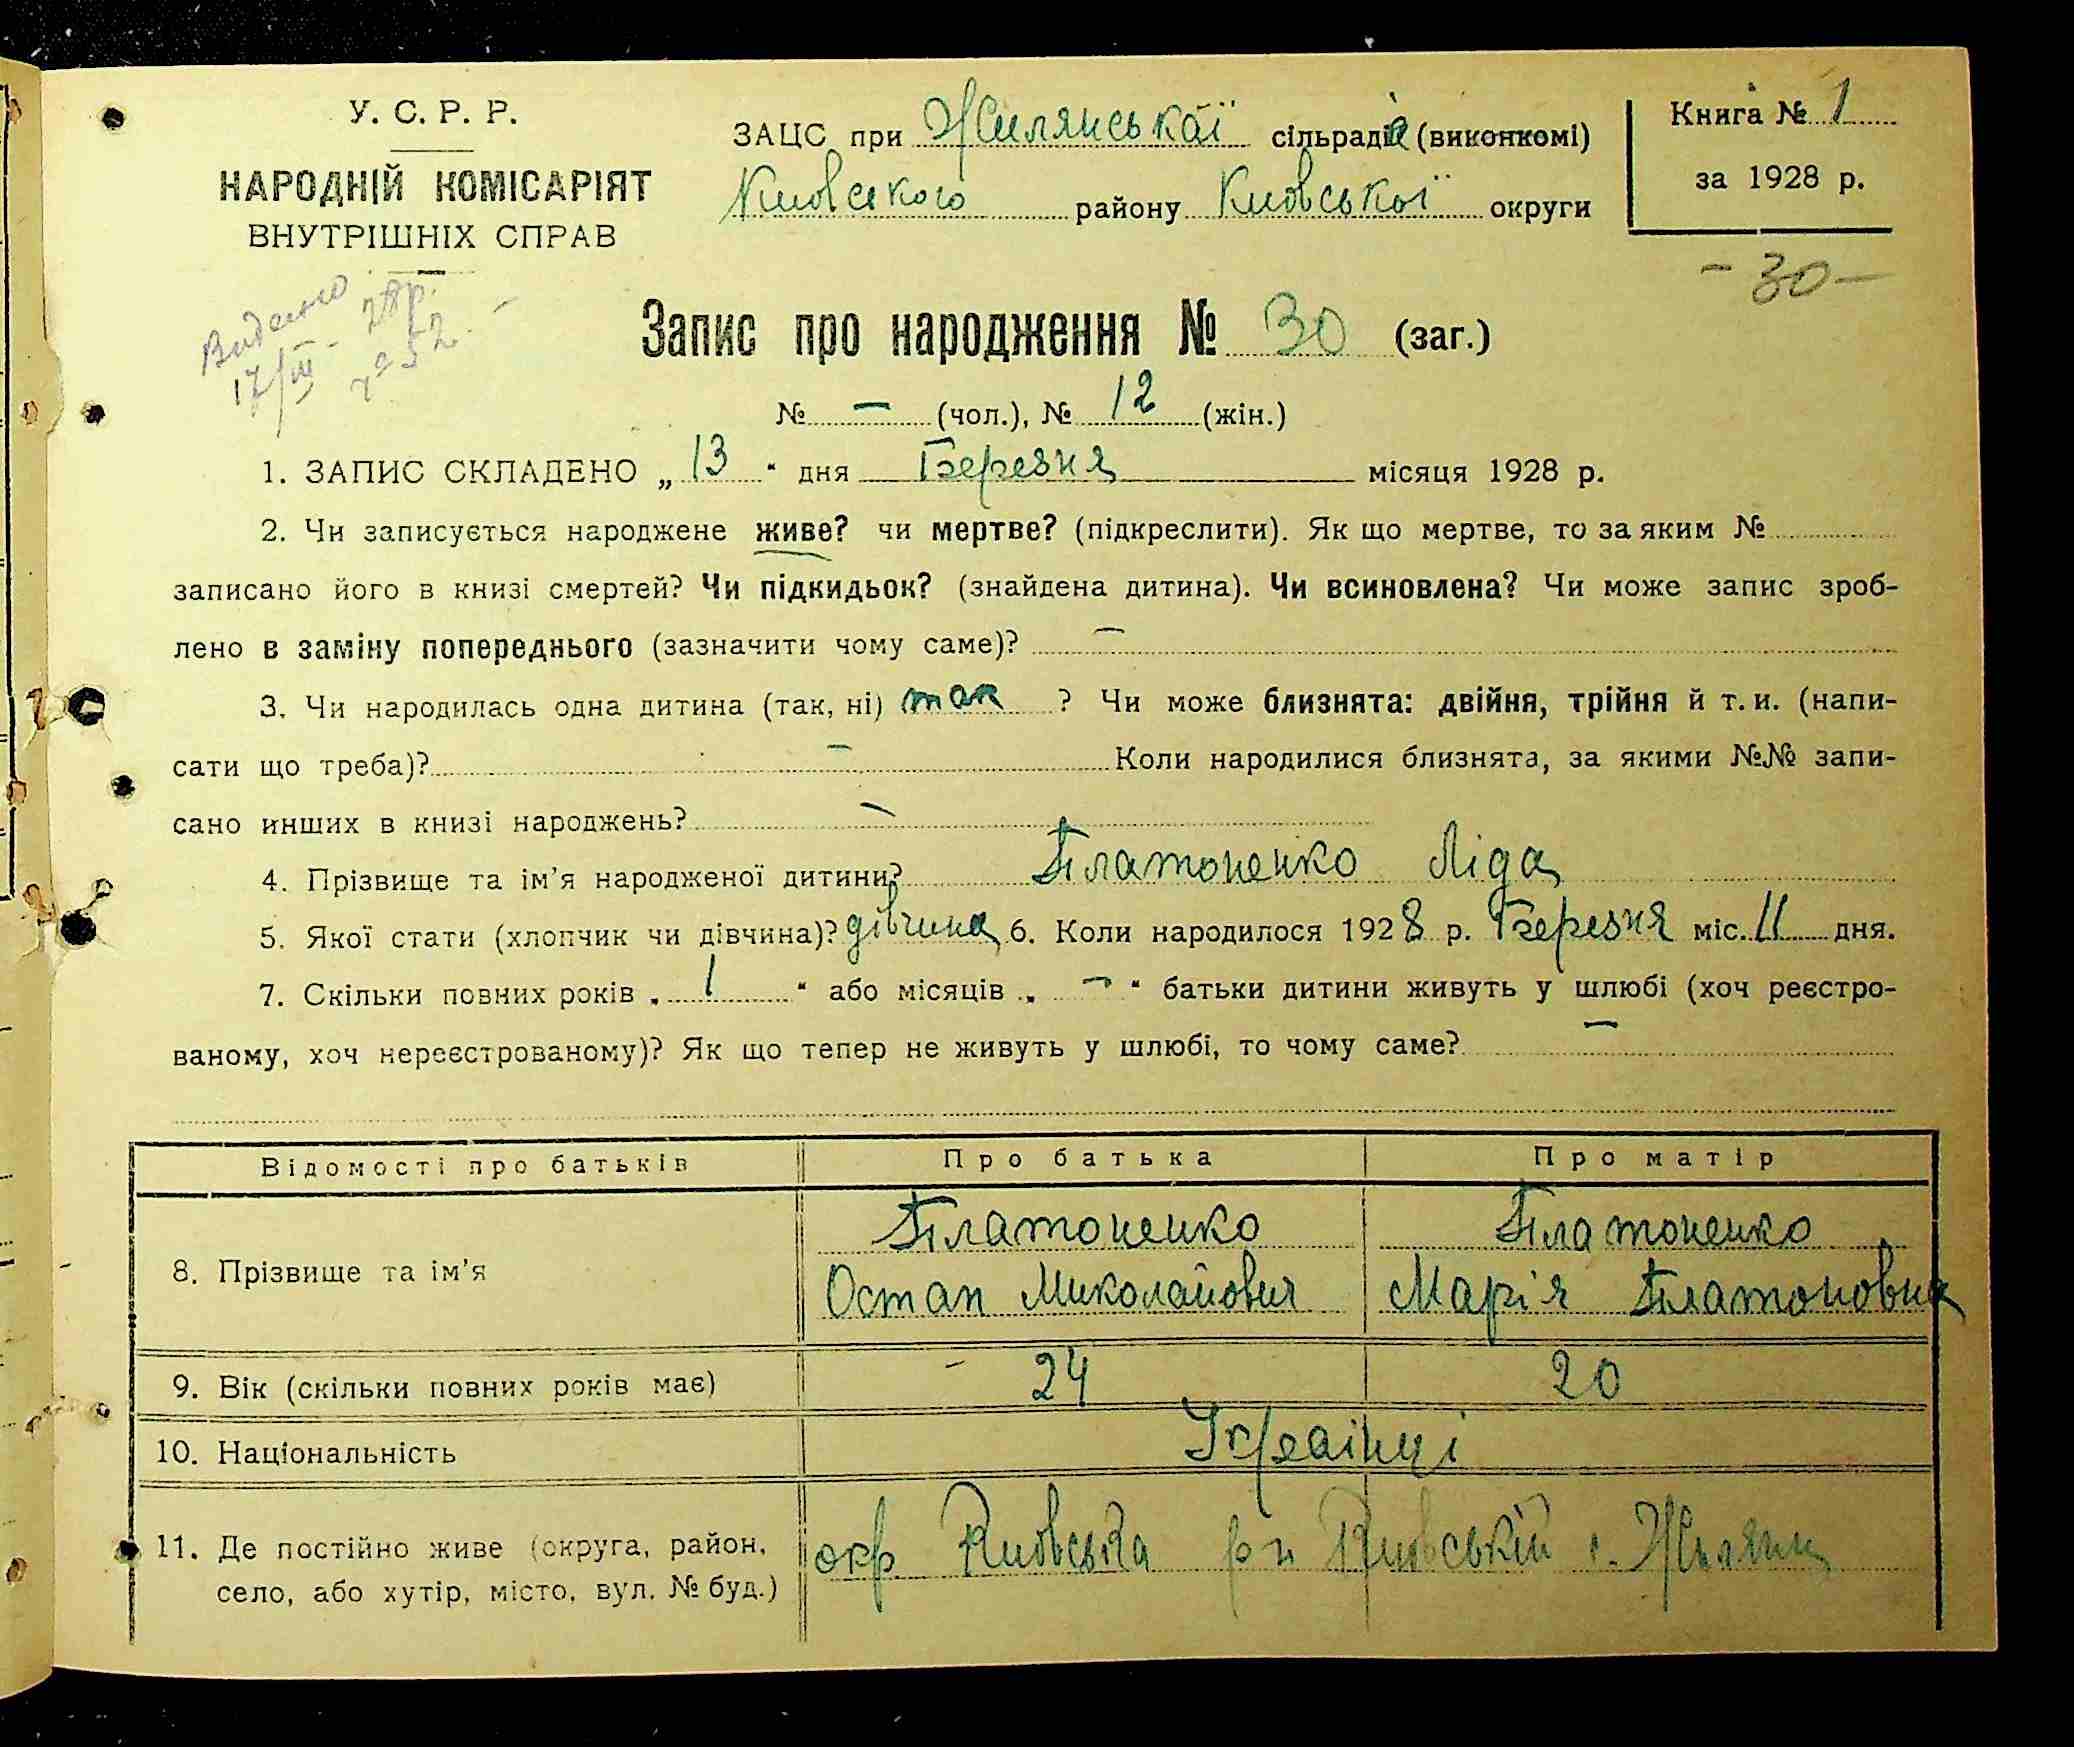 У. С. Р. Р.
НАРОДНІЙ КОМІСАРІЯТ
ВНУТРІШНІХ СПРАВ
ЗАЦС при Жилянської сільраді (виконкомі)
Київського району Київської округи
Книга № 1
за 1928 р.
- 30 -
Видано
17/III
Запис про народження № 30 (заг.)
№ — (чол.), № 12 (жін.)
1. ЗАПИС СКЛАДЕНО „13“ дня Березня місяця 1928 р.
2. Чи записується народжене живе? чи мертве? (підкреслити). Як що мертве, то за яким №
записано його в книзі смертей? Чи підкидьок? (знайдена дитина). Чи всиновлена? Чи може запис зроб-
лено в заміну попереднього (зазначити чому саме)? —
3. Чи народилась одна дитина (так, ні) так ? Чи може близнята: двійня, трійня й т. и. (напи-
сати що треба)? — Коли народилися близнята, за якими №№ запи-
сано инших в книзі народжень? —
4. Прізвище та ім’я народженої дитини? Платоненко Ліда
5. Якої стати (хлопчик чи дівчина)? дівчина 6. Коли народилося 1928 р. Березня міс. 11 дня.
7. Скільки повних років „ 1 “ або місяців „ — “ батьки дитини живуть у шлюбі (хоч реєстро-
ваному, хоч нереєстрованому)? Як що тепер не живуть у шлюбі, то чому саме? —
Відомості про батьків Про батька Про матір
8. Прізвище та ім’я Платоненко Платоненко
Остап Миколайович Марія Платоновна
9. Вік (скільки повних років має) 24 20
10. Національність Українці
11. Де постійно живе (округа, район, окр Київська р-н Київській с. Жиляни
село, або хутір, місто, вул. № буд.)